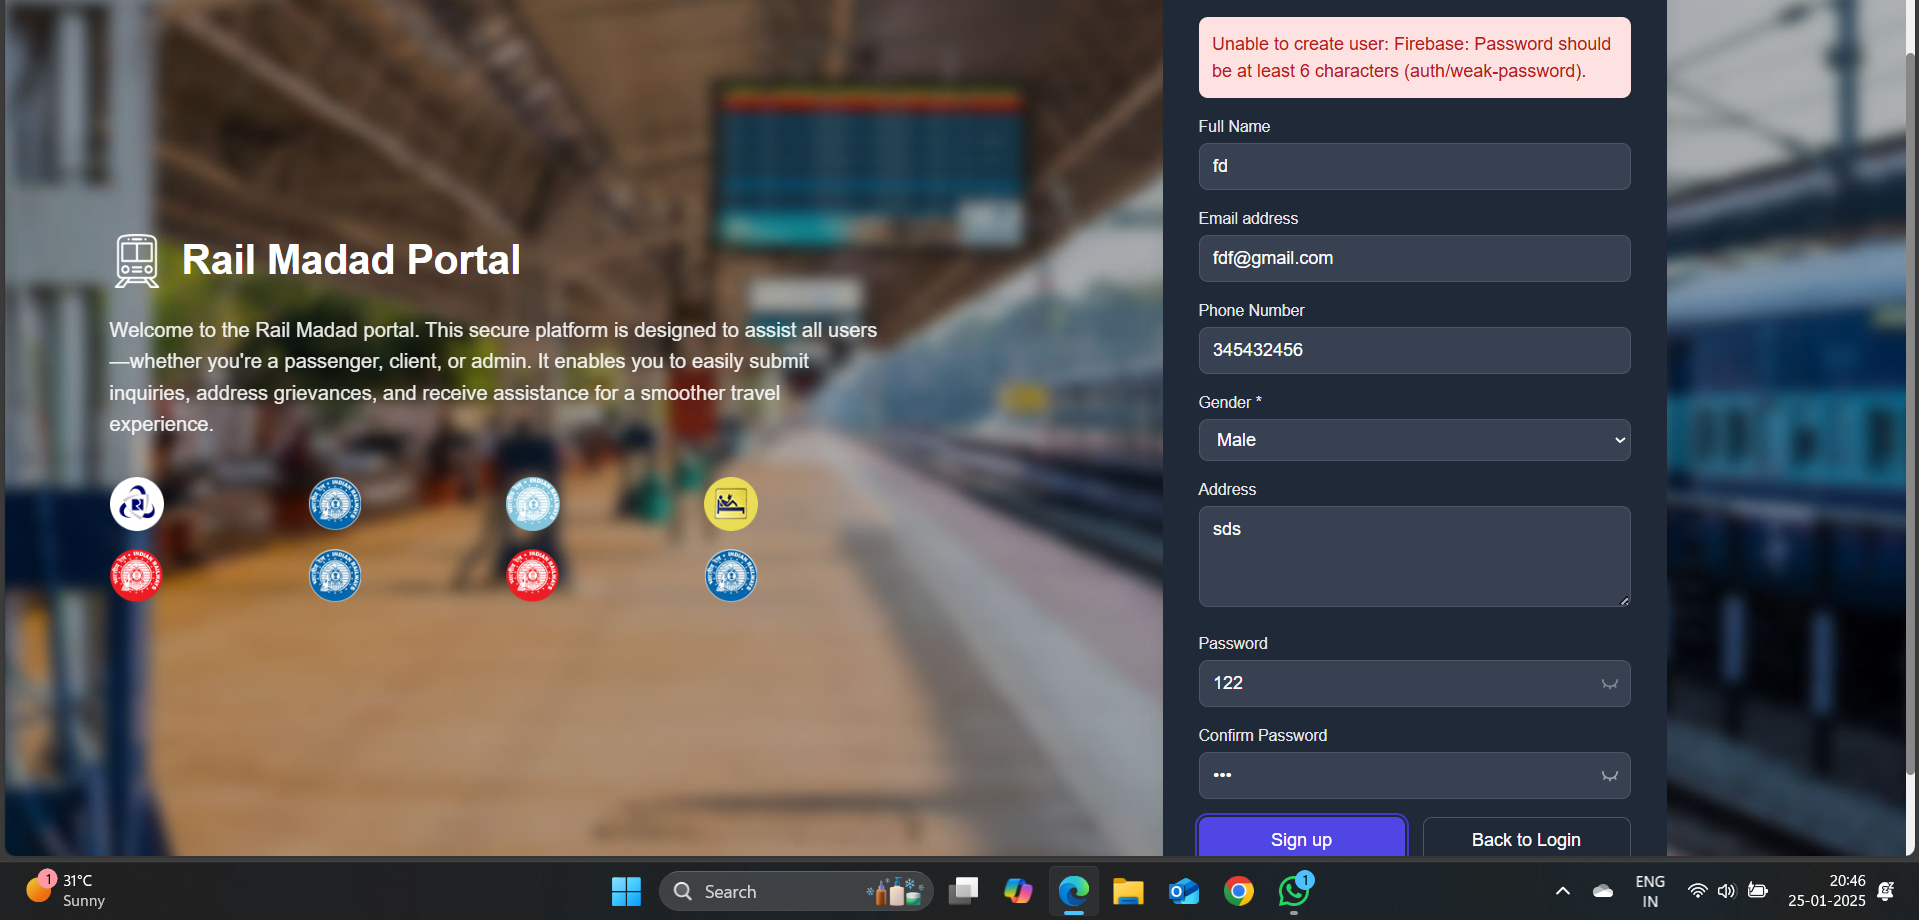 Unable to create user: Firebase: Password should
be at least 6 characters (auth/weak-password).
Full Name
fd
Email address
fdf@gmail.com
Phone Number
345432456
Gender *
Male
Address
sds
Password
122
Confirm Password
•••
Sign up
Back to Login
Rail Madad Portal
Welcome to the Rail Madad portal. This secure platform is designed to assist all users
—whether you're a passenger, client, or admin. It enables you to easily submit
inquiries, address grievances, and receive assistance for a smoother travel
experience.
1
31°C
Sunny
Search
1
ENG
IN
20:46
25-01-2025